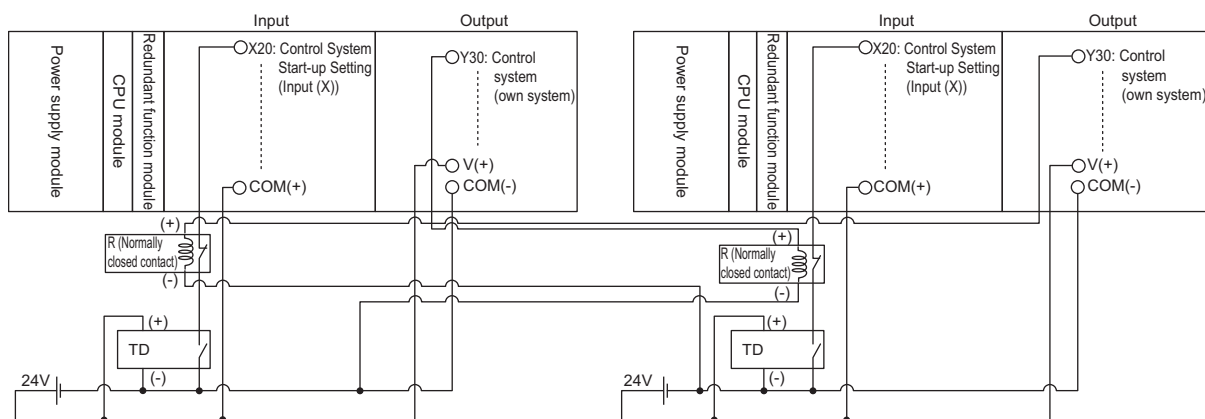 Input
Output
Power supply module
CPU module
Redundant function module
X20: Control System
Start-up Setting
(Input (X))
COM(+)
Y30: Control
system
(own system)
V(+)
COM(-)
(+)
R (Normally
closed contact)
(-)
(+)
TD
(-)
24V
Input
Output
Power supply module
CPU module
Redundant function module
X20: Control System
Start-up Setting
(Input (X))
COM(+)
Y30: Control
system
(own system)
V(+)
COM(-)
(+)
R (Normally
closed contact)
(-)
(+)
TD
(-)
24V